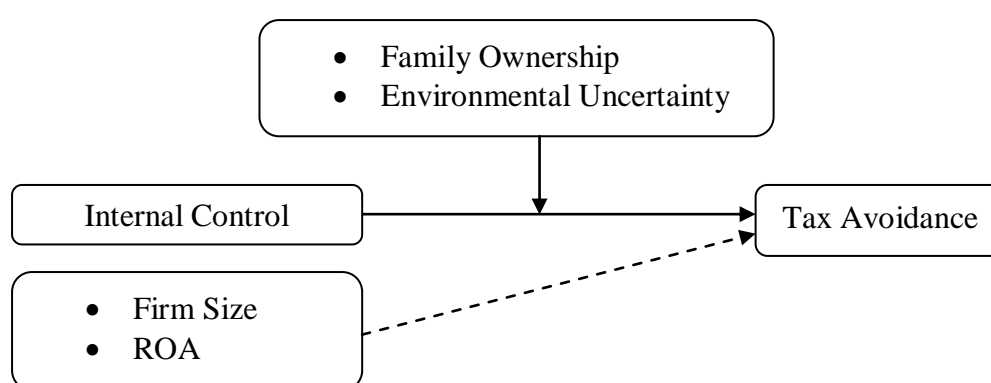 • Family Ownership
• Environmental Uncertainty
Internal Control
Tax Avoidance
• Firm Size
• ROA